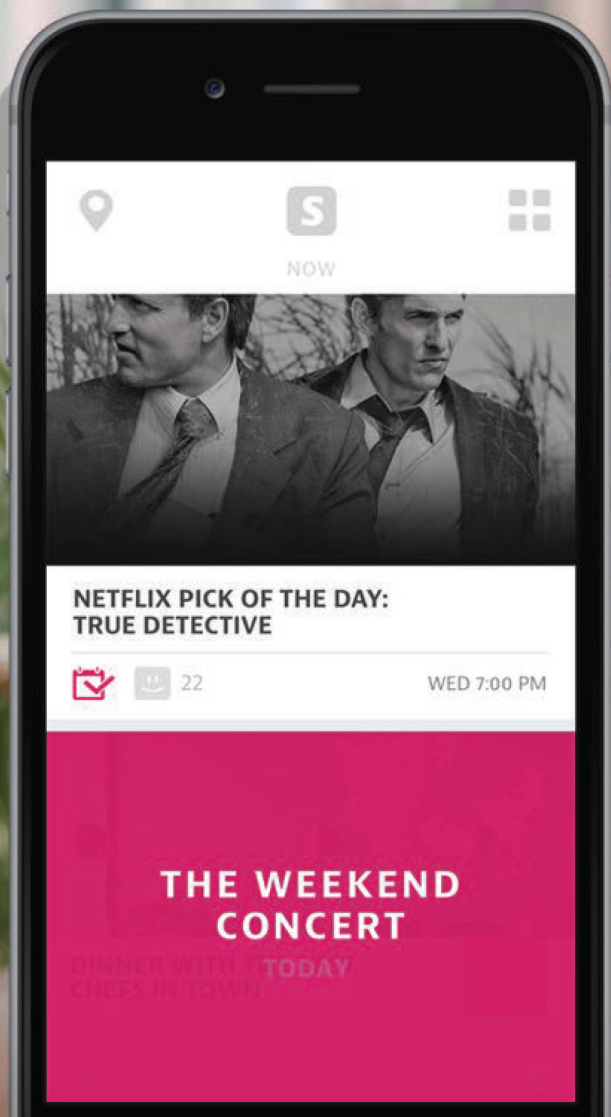 S
NOW
NETFLIX PICK OF THE DAY:
TRUE DETECTIVE
22
WED 7:00 PM
THE WEEKEND
CONCERT
TODAY
DINNER WITH
CHEFS IN TOWN